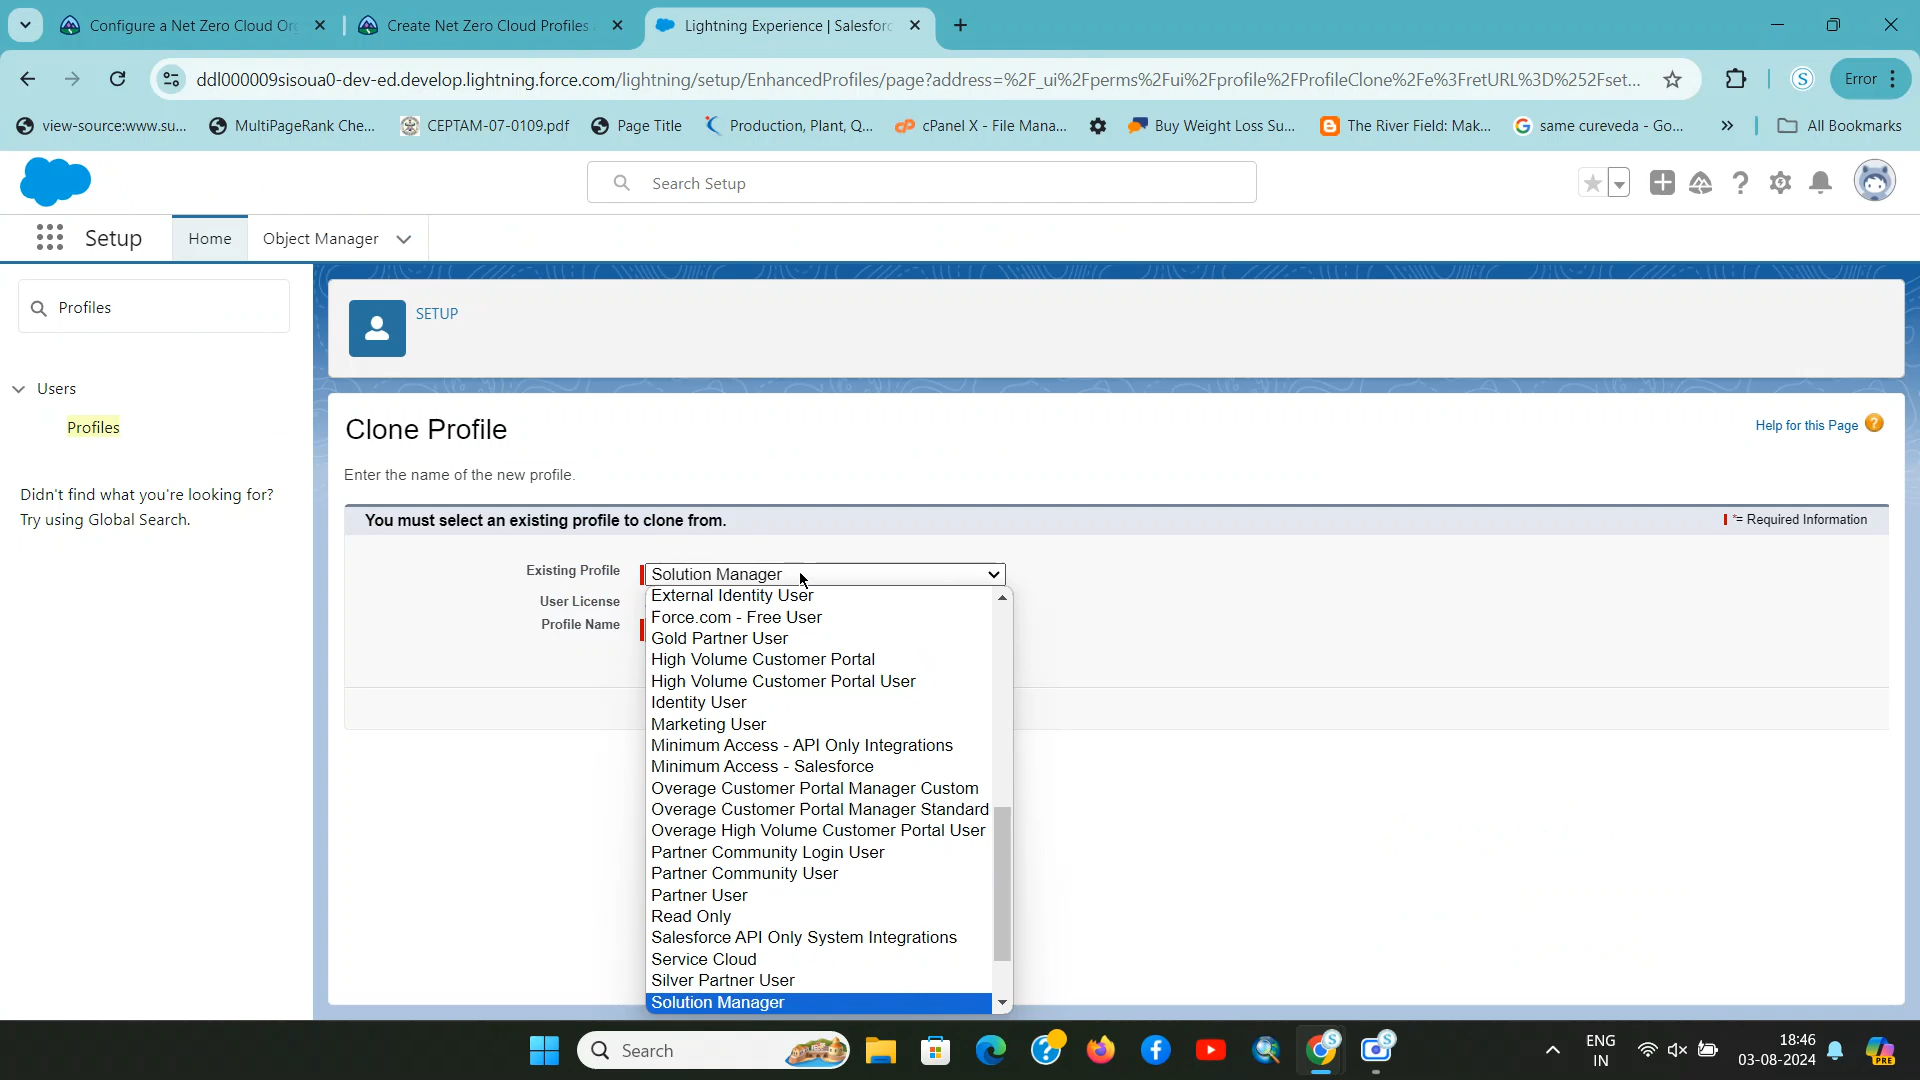 Configure a Net Zero Cloud Or
Create Net Zero Cloud Profiles
Lightning Experience | Salesforc
ddl000009sisoua0-dev-ed.develop.lightning.force.com/lightning/setup/EnhancedProfiles/page?address=%2F_ui%2Fperms%2Fui%2Fprofile%2FProfileClone%2Fe%3FretURL%3D%252Fset...
S
Error
view-source:www.su...
MultiPageRank Che...
CEPTAM-07-0109.pdf
Page Title
Production, Plant, Q...
cPanel X - File Mana...
Buy Weight Loss Su...
The River Field: Mak...
same cureveda - Go...
All Bookmarks
Search Setup
Setup
Home
Object Manager
Profiles
Users
Profiles
Didn't find what you're looking for?
Try using Global Search.
SETUP
Clone Profile
Help for this Page
Enter the name of the new profile.
You must select an existing profile to clone from.
*= Required Information
Existing Profile
Solution Manager
User License
Profile Name
External Identity User
Force.com - Free User
Gold Partner User
High Volume Customer Portal
High Volume Customer Portal User
Identity User
Marketing User
Minimum Access - API Only Integrations
Minimum Access - Salesforce
Overage Customer Portal Manager Custom
Overage Customer Portal Manager Standard
Overage High Volume Customer Portal User
Partner Community Login User
Partner Community User
Partner User
Read Only
Salesforce API Only System Integrations
Service Cloud
Silver Partner User
Solution Manager
Search
ENG
IN
18:46
03-08-2024
PRE